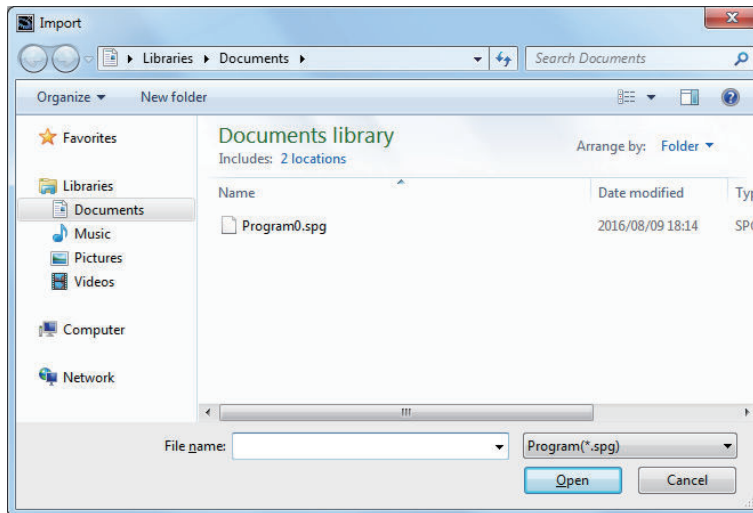 Import
Libraries Documents
Search Documents
Organize New folder
Favorites
Libraries
Documents
Music
Pictures
Videos
Computer
Network
Documents library
Includes: 2 locations
Arrange by: Folder
Name Date modified Typ
Program0.spg 2016/08/09 18:14 SPG
File name: Program(*.spg)
Open Cancel